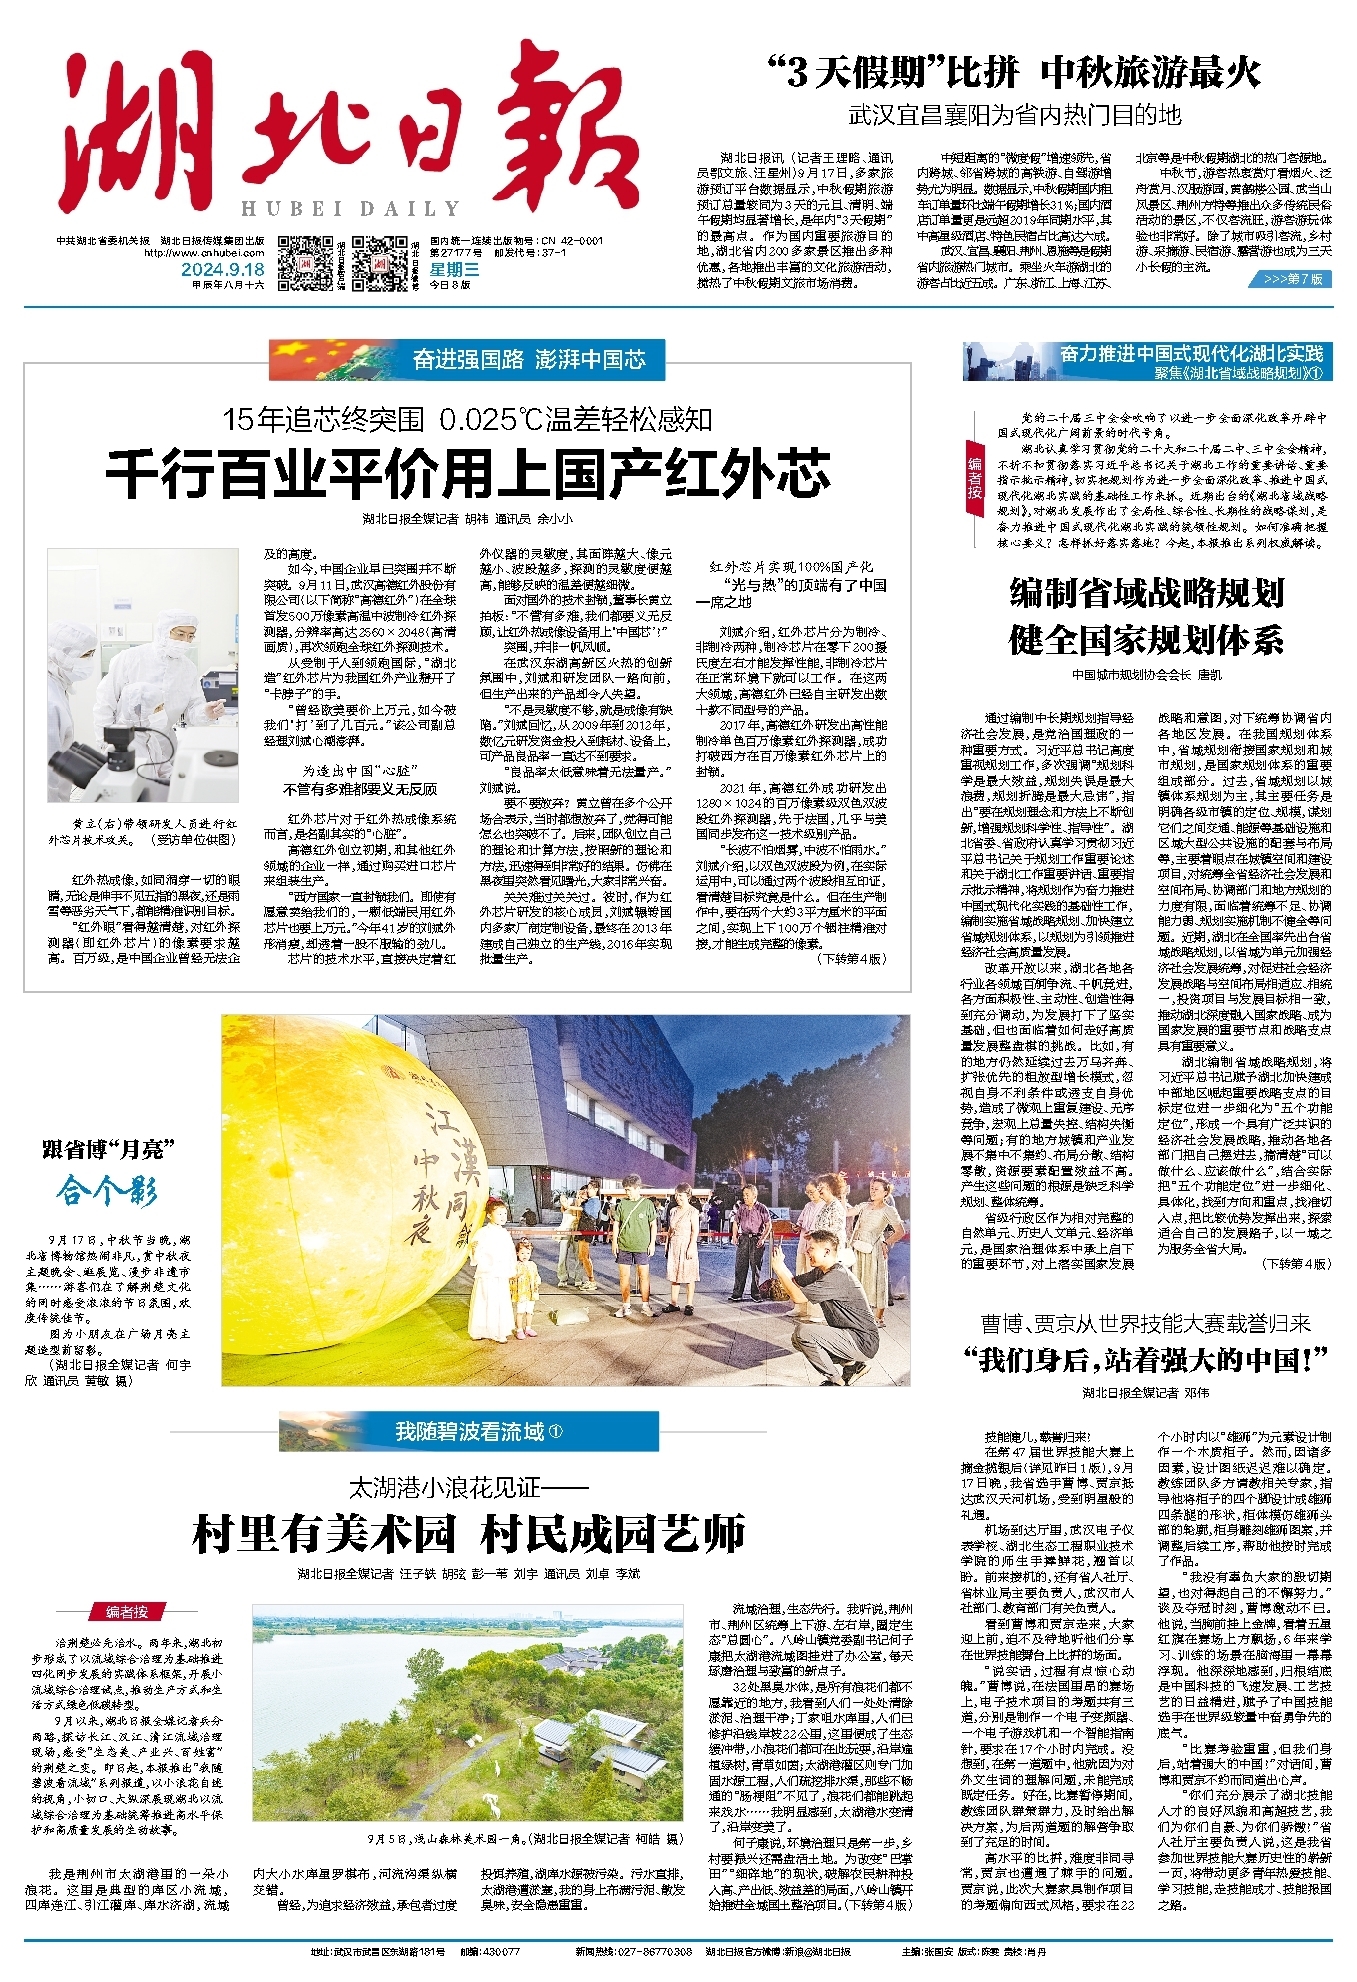 湖北日報
HUBEI DAILY
中共湖北省委机关报 湖北日报传媒集团出版
http://www.cnhubei.com
2024.9.18
甲辰年八月十六
国内统一连续出版物号：CN 42-0001
第27177号 邮发代号：37-1
星期三
今日8版
“3天假期”比拼 中秋旅游最火
武汉宜昌襄阳为省内热门目的地
湖北日报讯（记者王理略、通讯
员鄂文旅、汪星州）9月17日，多家旅
游预订平台数据显示，中秋假期旅游
预订总量较同为3天的元旦、清明、端
午假期均显著增长，是年内“3天假期”
的最高点。作为国内重要旅游目的
地，湖北省内200多家景区推出多种
优惠，各地推出丰富的文化旅游活动，
搅热了中秋假期文旅市场消费。
中短距离的“微度假”增速领先，省
内跨城、邻省跨城的高铁游、自驾游增
势尤为明显。数据显示，中秋假期国内租
车订单量环比端午假期增长31%；国内酒
店订单量更是远超2019年同期水平，其
中高星级酒店、特色民宿占比高达六成。
武汉、宜昌、襄阳、荆州、恩施等是假期
省内旅游热门城市。乘坐火车游湖北的
游客占比近五成。广东、浙江、上海、江苏、
北京等是中秋假期湖北的热门客源地。
中秋节，游客热衷赏灯看烟火、泛
舟赏月、汉服游园，黄鹤楼公园、武当山
风景区、荆州方特等推出众多传统民俗
活动的景区，不仅客流旺，游客游玩体
验也非常好。除了城市吸引客流，乡村
游、采摘游、民宿游、露营游也成为三天
小长假的主流。
>>>第7版
奋进强国路 澎湃中国芯
15年追芯终突围 0.025℃温差轻松感知
千行百业平价用上国产红外芯
湖北日报全媒记者 胡祎 通讯员 余小小
黄立（右）带领研发人员进行红
外芯片技术攻关。（受访单位供图）
红外热成像，如同洞穿一切的眼
睛，无论是伸手不见五指的黑夜，还是雨
雪等恶劣天气下，都能精准识别目标。
“红外眼”看得越清楚，对红外探
测器（即红外芯片）的像素要求越
高。百万级，是中国企业曾经无法企
及的高度。
如今，中国企业早已突围并不断
突破。9月11日，武汉高德红外股份有
限公司（以下简称“高德红外”）在全球
首发500万像素高温中波制冷红外探
测器，分辨率高达2560×2048（高清
画质），再次领跑全球红外探测技术。
从受制于人到领跑国际，“湖北
造”红外芯片为我国红外产业掰开了
“卡脖子”的手。
“曾经欧美要价上万元，如今被
我们‘打’到了几百元。”该公司副总
经理刘斌心潮澎湃。
为造出中国“心脏”
不管有多难都要义无反顾
红外芯片对于红外热成像系统
而言，是名副其实的“心脏”。
高德红外创立初期，和其他红外
领域的企业一样，通过购买进口芯片
来组装生产。
“西方国家一直封锁我们。即使有
愿意卖给我们的，一颗低端民用红外
芯片也要上万元。”今年41岁的刘斌外
形消瘦，却透着一股不服输的劲儿。
芯片的技术水平，直接决定着红
外仪器的灵敏度，其面阵越大、像元
越小、波段越多，探测的灵敏度便越
高，能够反映的温差便越细微。
面对国外的技术封锁，董事长黄立
拍板：“不管有多难，我们都要义无反
顾，让红外热成像设备用上‘中国芯’！”
突围，并非一帆风顺。
在武汉东湖高新区火热的创新
氛围中，刘斌和研发团队一路向前，
但生产出来的产品却令人失望。
“不是灵敏度不够，就是成像有缺
陷。”刘斌回忆，从2009年到2012年，
数亿元研发资金投入到耗材、设备上，
可产品良品率一直达不到要求。
“良品率太低意味着无法量产。”
刘斌说。
要不要放弃？黄立曾在多个公开
场合表示，当时都想放弃了，觉得可能
怎么也突破不了。后来，团队创立自己
的理论和计算方法，按照新的理论和
方法，迅速得到非常好的结果。仿佛在
黑夜里突然看见曙光，大家非常兴奋。
关关难过关关过。彼时，作为红
外芯片研发的核心成员，刘斌辗转国
内多家厂商定制设备，最终在2013年
建成自己独立的生产线，2016年实现
批量生产。
红外芯片实现100%国产化
“光与热”的顶端有了中国
一席之地
刘斌介绍，红外芯片分为制冷、
非制冷两种，制冷芯片在零下200摄
氏度左右才能发挥性能，非制冷芯片
在正常环境下就可以工作。在这两
大领域，高德红外已经自主研发出数
十款不同型号的产品。
2017年，高德红外研发出高性能
制冷单色百万像素红外探测器，成功
打破西方在百万像素红外芯片上的
封锁。
2021年，高德红外成功研发出
1280×1024的百万像素级双色双波
段红外探测器，先于法国，几乎与美
国同步发布这一技术级别产品。
“长波不怕烟雾，中波不怕雨水。”
刘斌介绍，以双色双波段为例，在实际
运用中，可以通过两个波段相互印证，
看清楚目标究竟是什么。但在生产制
作中，要在两个大约3平方厘米的平面
之间，实现上下100万个铟柱精准对
接，才能生成完整的像素。
（下转第4版）
奋力推进中国式现代化湖北实践
聚焦《湖北省域战略规划》①
编者按
党的二十届三中全会吹响了以进一步全面深化改革开辟中
国式现代化广阔前景的时代号角。
湖北认真学习贯彻党的二十大和二十届二中、三中全会精神，
不折不扣贯彻落实习近平总书记关于湖北工作的重要讲话、重要
指示批示精神，切实把规划作为进一步全面深化改革、推进中国式
现代化湖北实践的基础性工作来抓。近期出台的《湖北省域战略
规划》，对湖北发展作出了全局性、综合性、长期性的战略谋划，是
奋力推进中国式现代化湖北实践的统领性规划。如何准确把握
核心要义？怎样抓好落实落地？今起，本报推出系列权威解读。
编制省域战略规划
健全国家规划体系
中国城市规划协会会长 唐凯
通过编制中长期规划指导经
济社会发展，是党治国理政的一
种重要方式。习近平总书记高度
重视规划工作，多次强调“规划科
学是最大效益，规划失误是最大
浪费，规划折腾是最大忌讳”，指
出“要在规划理念和方法上不断创
新，增强规划科学性、指导性”。湖
北省委、省政府认真学习贯彻习近
平总书记关于规划工作重要论述
和关于湖北工作重要讲话、重要指
示批示精神，将规划作为奋力推进
中国式现代化实践的基础性工作，
编制实施省域战略规划、加快建立
省域规划体系，以规划为引领推进
经济社会高质量发展。
改革开放以来，湖北各地各
行业各领域百舸争流、千帆竞进，
各方面积极性、主动性、创造性得
到充分调动，为发展打下了坚实
基础，但也面临着如何走好高质
量发展整盘棋的挑战。比如，有
的地方仍然延续过去万马奔腾、
扩张优先的粗放型增长模式，忽
视自身不利条件或透支自身优
势，造成了微观上重复建设、无序
竞争，宏观上总量失控、结构失衡
等问题；有的地方城镇和产业发
展不集中不集约、布局分散、结构
零散，资源要素配置效益不高。
产生这些问题的根源是缺乏科学
规划、整体统筹。
省级行政区作为相对完整的
自然单元、历史人文单元、经济单
元，是国家治理体系中承上启下
的重要环节，对上落实国家发展
战略和意图，对下统筹协调省内
各地区发展。在我国规划体系
中，省域规划衔接国家规划和城
市规划，是国家规划体系的重要
组成部分。过去，省域规划以城
镇体系规划为主，其主要任务是
明确各级市镇的定位、规模，谋划
它们之间交通、能源等基础设施和
区域大型公共设施的配套与布局
等，主要着眼点在城镇空间和建设
项目，对统筹全省经济社会发展和
空间布局、协调部门和地方规划的
力度有限，面临着统筹不足、协调
能力弱、规划实施机制不健全等问
题。近期，湖北在全国率先出台省
域战略规划，以省域为单元加强经
济社会发展统筹，对促进社会经济
发展战略与空间布局相适应、相统
一，投资项目与发展目标相一致，
推动湖北深度融入国家战略、成为
国家发展的重要节点和战略支点
具有重要意义。
湖北编制省域战略规划，将
习近平总书记赋予湖北加快建成
中部地区崛起重要战略支点的目
标定位进一步细化为“五个功能
定位”，形成一个具有广泛共识的
经济社会发展战略，推动各地各
部门把自己摆进去，搞清楚“可以
做什么、应该做什么”，结合实际
把“五个功能定位”进一步细化、
具体化，找到方向和重点，找准切
入点，把比较优势发挥出来，探索
适合自己的发展路子，以一域之
为服务全省大局。
（下转第4版）
跟省博“月亮”
合个影
9月17日，中秋节当晚，湖
北省博物馆热闹非凡，赏中秋夜
主题晚会、逛展览、漫步非遗市
集……游客们在了解荆楚文化
的同时感受浓浓的节日氛围，欢
度传统佳节。
图为小朋友在广场月亮主
题造型前留影。
（湖北日报全媒记者 何宇
欣 通讯员 黄敏 摄）
江漢同
中秋夜
曹博、贾京从世界技能大赛载誉归来
“我们身后，站着强大的中国！”
湖北日报全媒记者 邓伟
技能健儿，载誉归来！
在第47届世界技能大赛上
摘金揽银后（详见昨日1版），9月
17日晚，我省选手曹博、贾京抵
达武汉天河机场，受到明星般的
礼遇。
机场到达厅里，武汉电子仪
表学校、湖北生态工程职业技术
学院的师生手捧鲜花，翘首以
盼。前来接机的，还有省人社厅、
省林业局主要负责人，武汉市人
社部门、教育部门有关负责人。
看到曹博和贾京走来，大家
迎上前，迫不及待地听他们分享
在世界技能舞台上比拼的场面。
“说实话，过程有点惊心动
魄。”曹博说，在法国里昂的赛场
上，电子技术项目的考题共有三
道，分别是制作一个电子变频器、
一个电子游戏机和一个智能指南
针，要求在17个小时内完成。没
想到，在第一道题中，他就因为对
外文生词的理解问题，未能完成
既定任务。好在，比赛暂停期间，
教练团队群策群力，及时给出解
决方案，为后两道题的解答争取
到了充足的时间。
高水平的比拼，难度非同寻
常，贾京也遭遇了棘手的问题。
贾京说，此次大赛家具制作项目
的考题偏向西式风格，要求在22
个小时内以“雄狮”为元素设计制
作一个木质柜子。然而，因诸多
因素，设计图纸迟迟难以确定。
教练团队多方请教相关专家，指
导他将柜子的四个脚设计成雄狮
四条腿的形状，柜体模仿雄狮头
部的轮廓，柜身雕刻雄狮图案，并
调整后续工序，帮助他按时完成
了作品。
“我没有辜负大家的殷切期
望，也对得起自己的不懈努力。”
谈及夺冠时刻，曹博激动不已。
他说，当胸前挂上金牌，看着五星
红旗在赛场上方飘扬，6年来学
习、训练的场景在脑海里一幕幕
浮现。他深深地感到，归根结底
是中国科技的飞速发展、工艺技
艺的日益精进，赋予了中国技能
选手在世界级较量中奋勇争先的
底气。
“比赛考验重重，但我们身
后，站着强大的中国！”对话间，曹
博和贾京不约而同道出心声。
“你们充分展示了湖北技能
人才的良好风貌和高超技艺，我
们为你们自豪、为你们骄傲！”省
人社厅主要负责人说，这是我省
参加世界技能大赛历史性的崭新
一页，将带动更多青年热爱技能、
学习技能，走技能成才、技能报国
之路。
我随碧波看流域①
太湖港小浪花见证——
村里有美术园 村民成园艺师
湖北日报全媒记者 汪子轶 胡弦 彭一苇 刘宇 通讯员 刘卓 李斌
编者按
治荆楚必先治水。两年来，湖北初
步形成了以流域综合治理为基础推进
四化同步发展的实践体系框架，开展小
流域综合治理试点，推动生产方式和生
活方式绿色低碳转型。
9月以来，湖北日报全媒记者兵分
两路，探访长江、汉江、清江流域治理
现场，感受“生态美、产业兴、百姓富”
的荆楚之变。即日起，本报推出“我随
碧波看流域”系列报道，以小浪花自述
的视角，小切口、大纵深展现湖北以流
域综合治理为基础统筹推进高水平保
护和高质量发展的生动故事。
9月5日，浅山森林美术园一角。（湖北日报全媒记者 柯皓 摄）
我是荆州市太湖港里的一朵小
浪花。这里是典型的库区小流域，
四库连江、引江灌库、库水济湖，流域
内大小水库星罗棋布，河流沟渠纵横
交错。
曾经，为追求经济效益，承包者过度
投饵养殖，湖库水源被污染。污水直排，
太湖港遭淤塞，我的身上布满污泥、散发
臭味，安全隐患重重。
流域治理，生态先行。我听说，荆州
市、荆州区统筹上下游、左右岸，圈定生
态“总圆心”。八岭山镇党委副书记何子
康把太湖港流域图挂进了办公室，每天
琢磨治理与致富的新点子。
32处黑臭水体，是所有浪花们都不
愿靠近的地方，我看到人们一处处清除
淤泥、治理干净；丁家咀水库里，人们已
修护沿线岸坡22公里，这里便成了生态
缓冲带，小浪花们都可在此玩耍，沿岸遍
植绿树，青草如茵；太湖港灌区则专门加
固水源工程，人们疏挖排水渠，那些不畅
通的“肠梗阻”不见了，浪花们都能跳起
来戏水……我明显感到，太湖港水变清
了，沿岸变美了。
何子康说，环境治理只是第一步，乡
村要振兴还需盘活土地。为改变“巴掌
田”“细碎地”的现状，破解农民耕种投
入高、产出低、效益差的局面，八岭山镇开
始推进全域国土整治项目。（下转第4版）
地址：武汉市武昌区东湖路181号 邮编：430077 新闻热线：027-86770308 湖北日报官方微博：新浪@湖北日报 主编：张国安 版式：陈雯 责校：肖丹